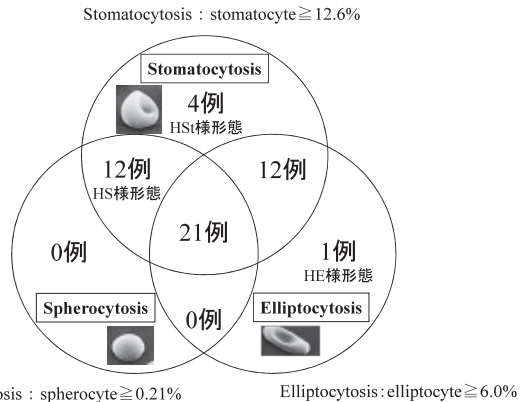 Stomatocytosis : stomatocyte≧12.6%
Stomatocytosis
4例
HSt様形態
12例
HS様形態
12例
21例
0例
1例
HE様形態
Spherocytosis
0例
Elliptocytosis
osis : spherocyte≧0.21%
Elliptocytosis:elliptocyte≧6.0%